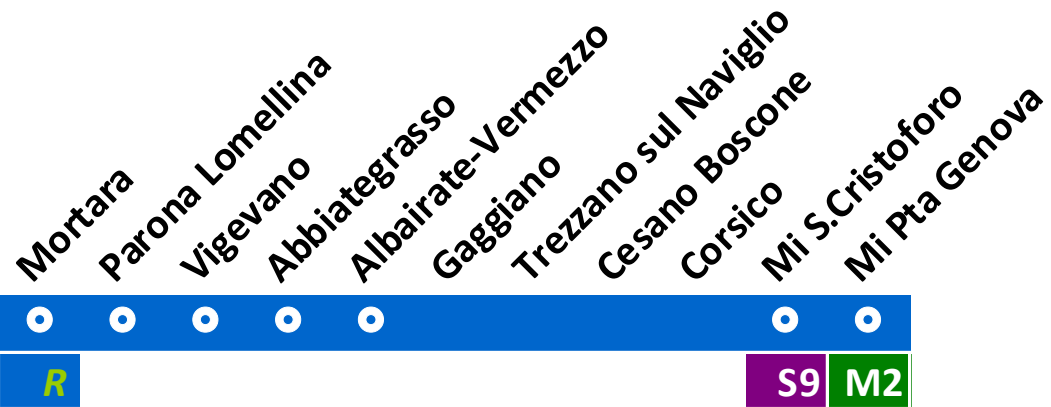 Mortara
Parona Lomellina
Vigevano
Abbiategrasso
Albairate-Vermezzo
Gaggiano
Trezzano sul Naviglio
Cesano Boscone
Corsico
Mi S.Cristoforo
Mi Pta Genova
R
S9
M2